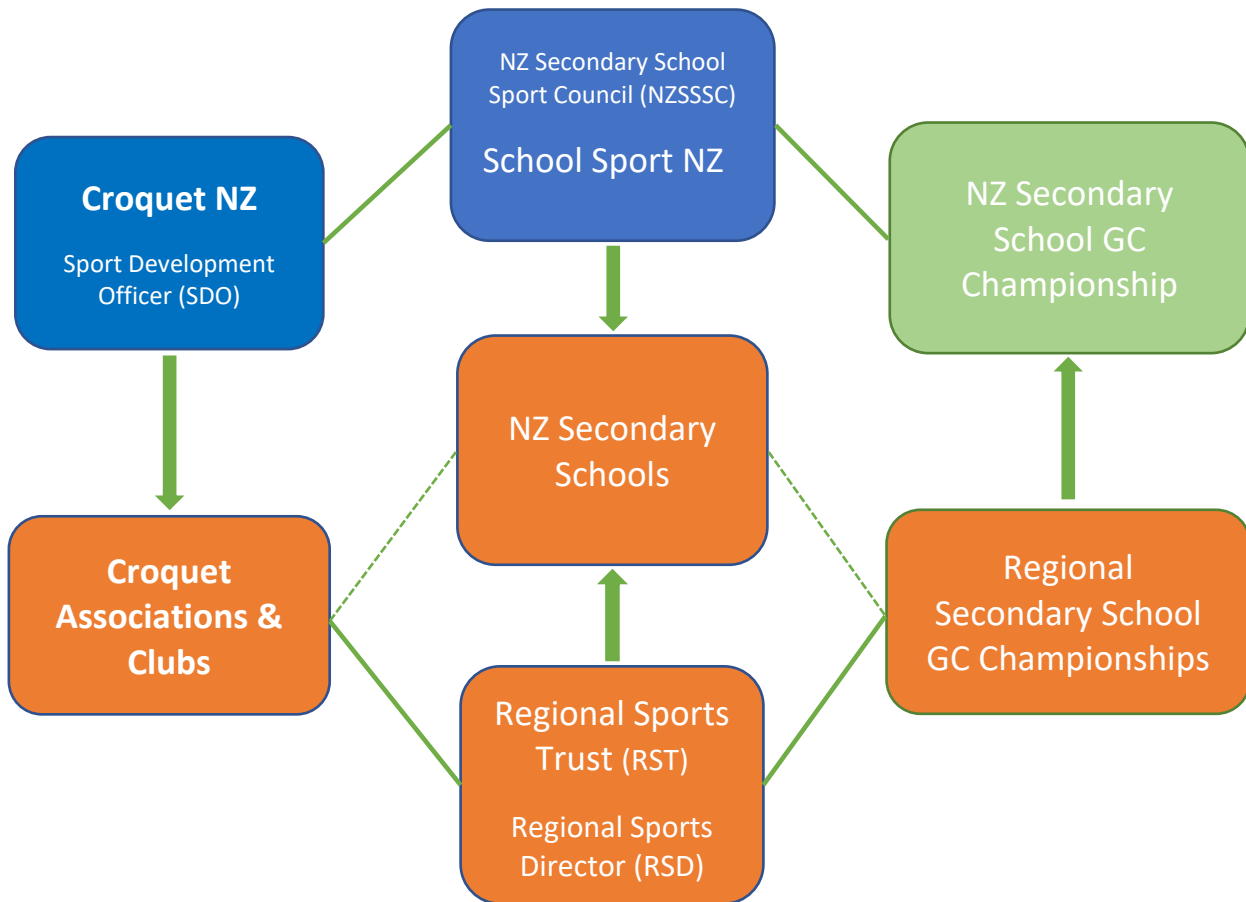 NZ Secondary School
Sport Council (NZSSSC)
School Sport NZ
Croquet NZ
Sport Development
Officer (SDO)
NZ Secondary
School GC
Championship
NZ Secondary
Schools
Croquet
Associations &
Clubs
Regional
Secondary School
GC Championships
Regional Sports
Trust (RST)
Regional Sports
Director (RSD)